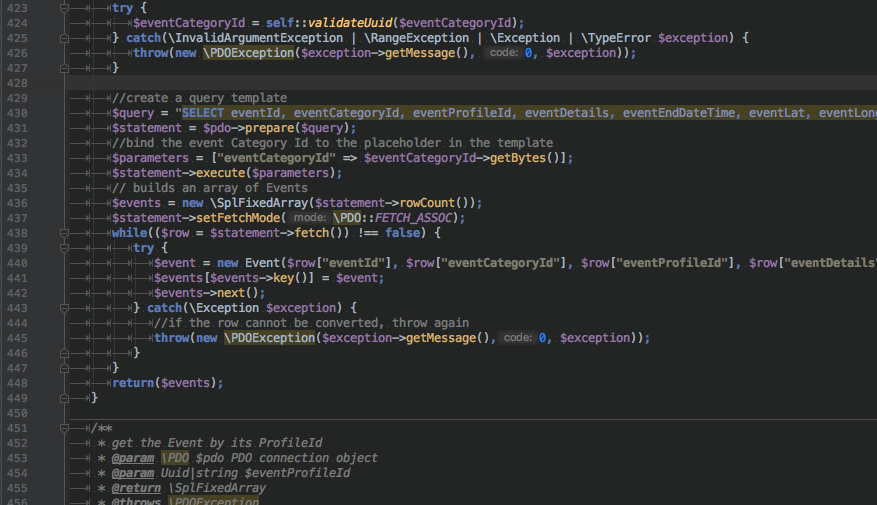 423 try {
424 $eventCategoryId = self::validateUuid($eventCategoryId);
425 } catch(\InvalidArgumentException | \RangeException | \Exception | \TypeError $exception) {
426 throw(new \PDOException($exception->getMessage(), code: 0, $exception));
427 }
428
429 //create a query template
430 $query = "SELECT eventId, eventCategoryId, eventProfileId, eventDetails, eventEndDateTime, eventLat, eventLong
431 $statement = $pdo->prepare($query);
432 //bind the event Category Id to the placeholder in the template
433 $parameters = ["eventCategoryId" => $eventCategoryId->getBytes()];
434 $statement->execute($parameters);
435 // builds an array of Events
436 $events = new \SplFixedArray($statement->rowCount());
437 $statement->setFetchMode( mode: \PDO::FETCH_ASSOC);
438 while(($row = $statement->fetch()) !== false) {
439 try {
440 $event = new Event($row["eventId"], $row["eventCategoryId"], $row["eventProfileId"], $row["eventDetails"
441 $events[$events->key()] = $event;
442 $events->next();
443 } catch(\Exception $exception) {
444 //if the row cannot be converted, throw again
445 throw(new \PDOException($exception->getMessage(), code: 0, $exception));
446 }
447 }
448 return($events);
449 }
450
451 /**
452 * get the Event by its ProfileId
453 * @param \PDO $pdo PDO connection object
454 * @param Uuid|string $eventProfileId
455 * @return \SplFixedArray
456 * @throws \PDOException